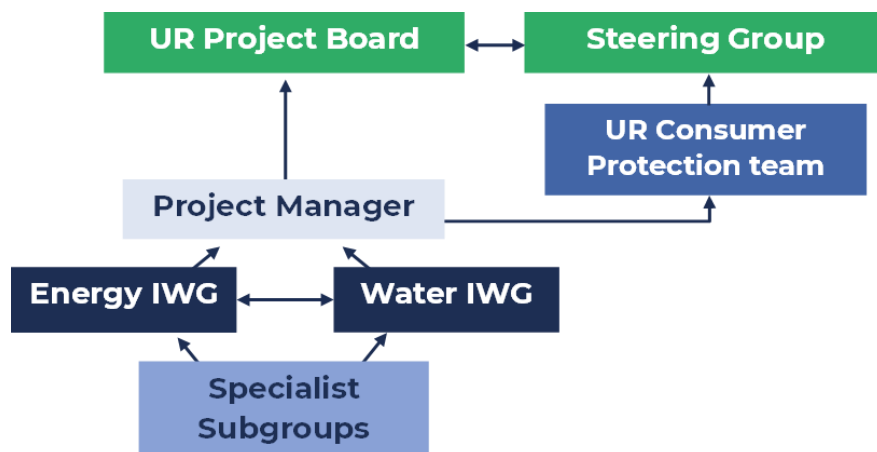 UR Project Board
Steering Group
UR Consumer
Protection team
Project Manager
Energy IWG
Water IWG
Specialist
Subgroups